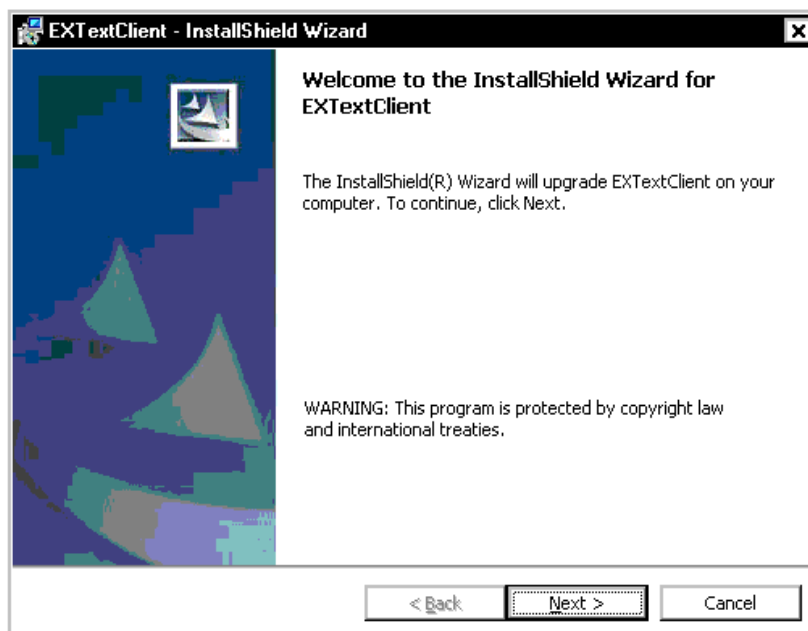 EXTextClient - InstallShield Wizard
Welcome to the InstallShield Wizard for
EXTextClient
The InstallShield(R) Wizard will upgrade EXTextClient on your
computer. To continue, click Next.
WARNING: This program is protected by copyright law
and international treaties.
< Back
Next >
Cancel